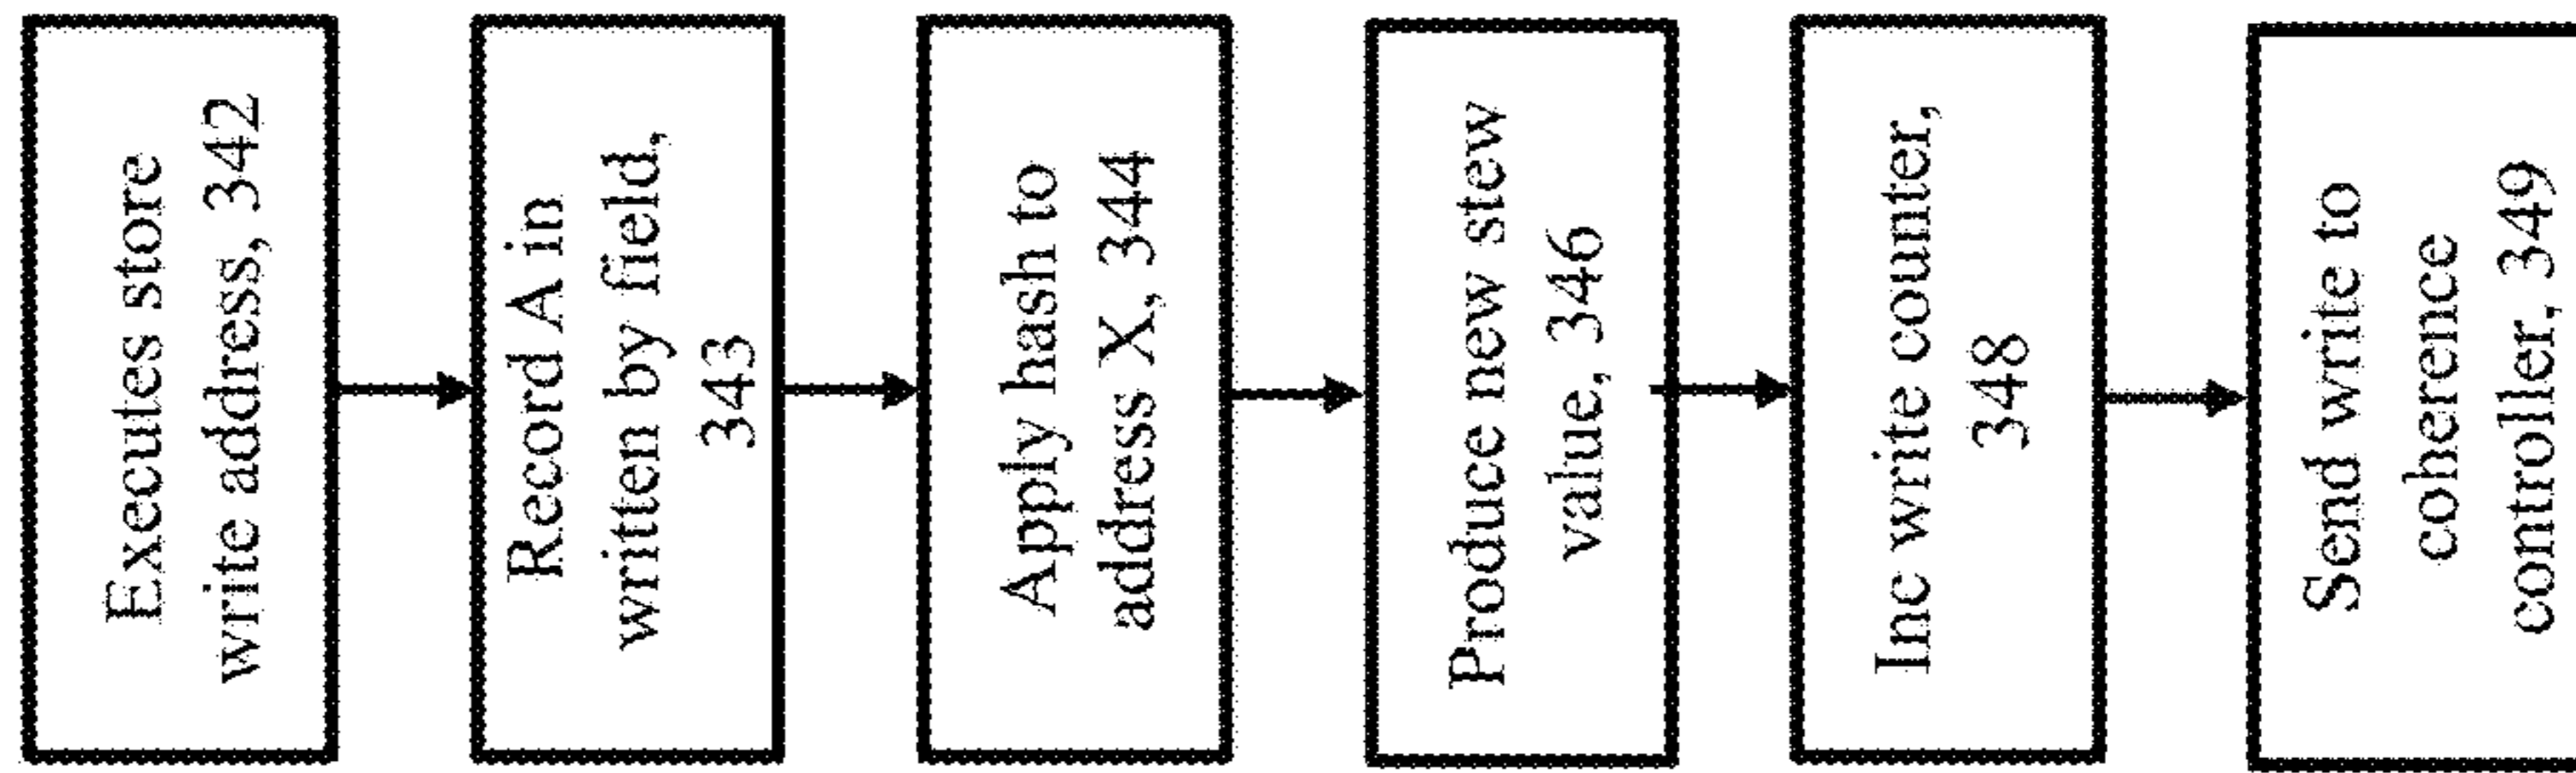 Executes store
write address, 342
Record A in
written by field,
343
Apply hash to
address X, 344
Produce new stew
value, 346
Inc write counter,
348
Send write to
coherence
controller, 349